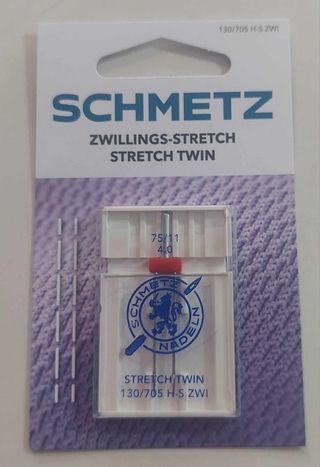 130/705 H-S ZWI
SCHMETZ
ZWILLINGS-STRETCH
STRETCH TWIN
75/11
4.0
SCHMETZ
NADELN
STRETCH TWIN
130/705 H-S ZWI